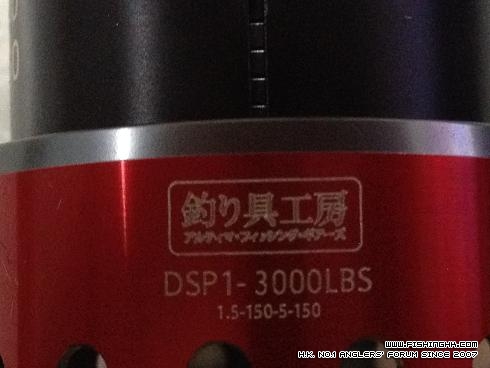 釣り具工房
アルティマ・フィッシング・ギアーズ
DSP1-3000LBS
1.5-150-5-150
WWW.FISHINGHK.COM
H.K. NO.1 ANGLERS' FORUM SINCE 2007